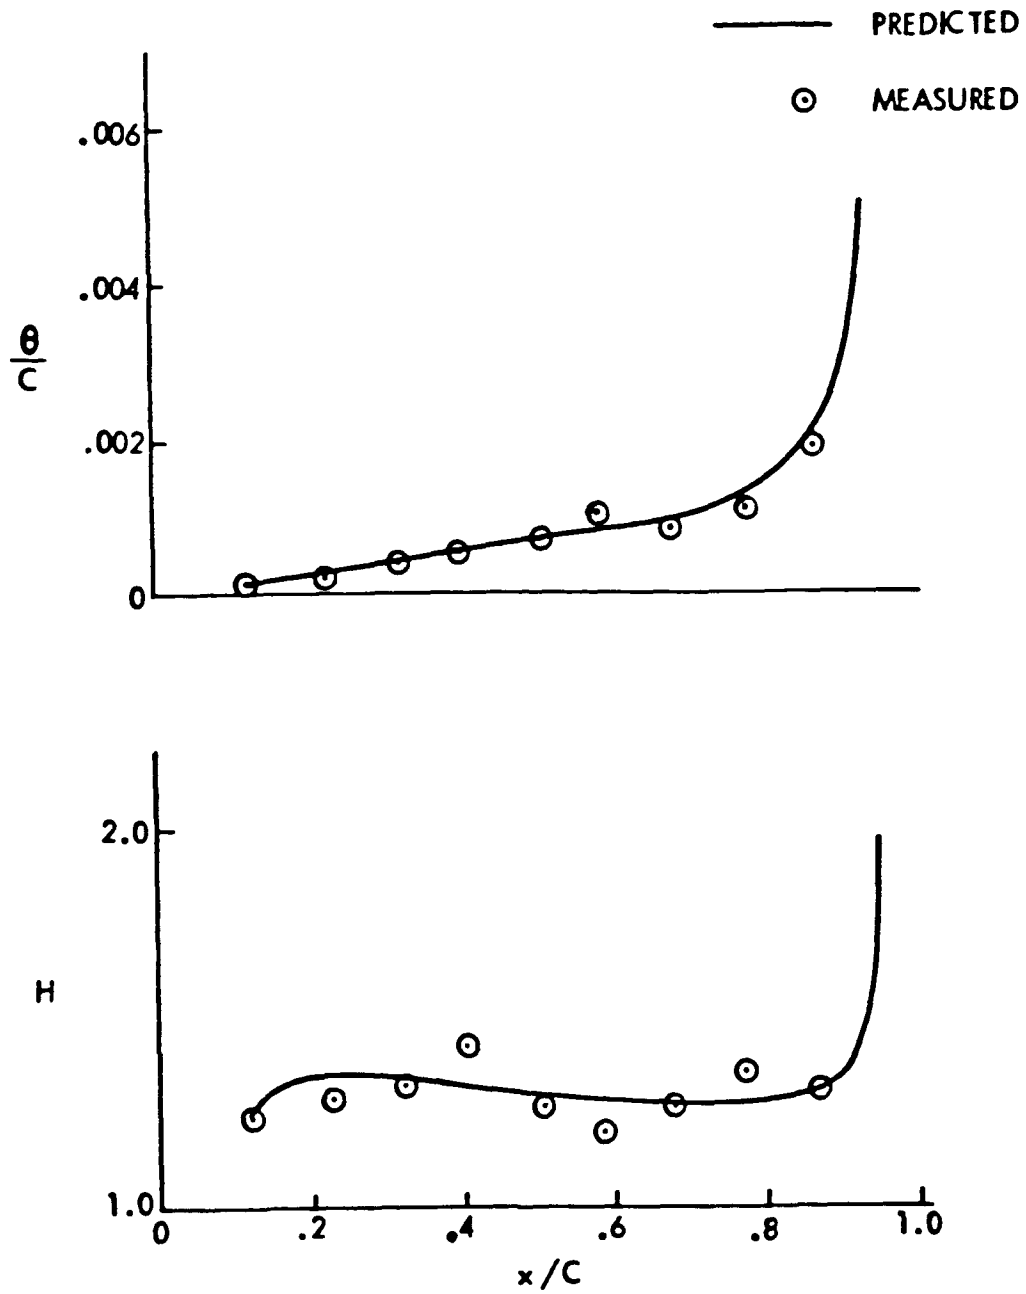 PREDICTED
MEASURED
.006
.004
θ
C
.002
0
2.0
H
1.0
0 .2 .4 .6 .8 1.0
x/C